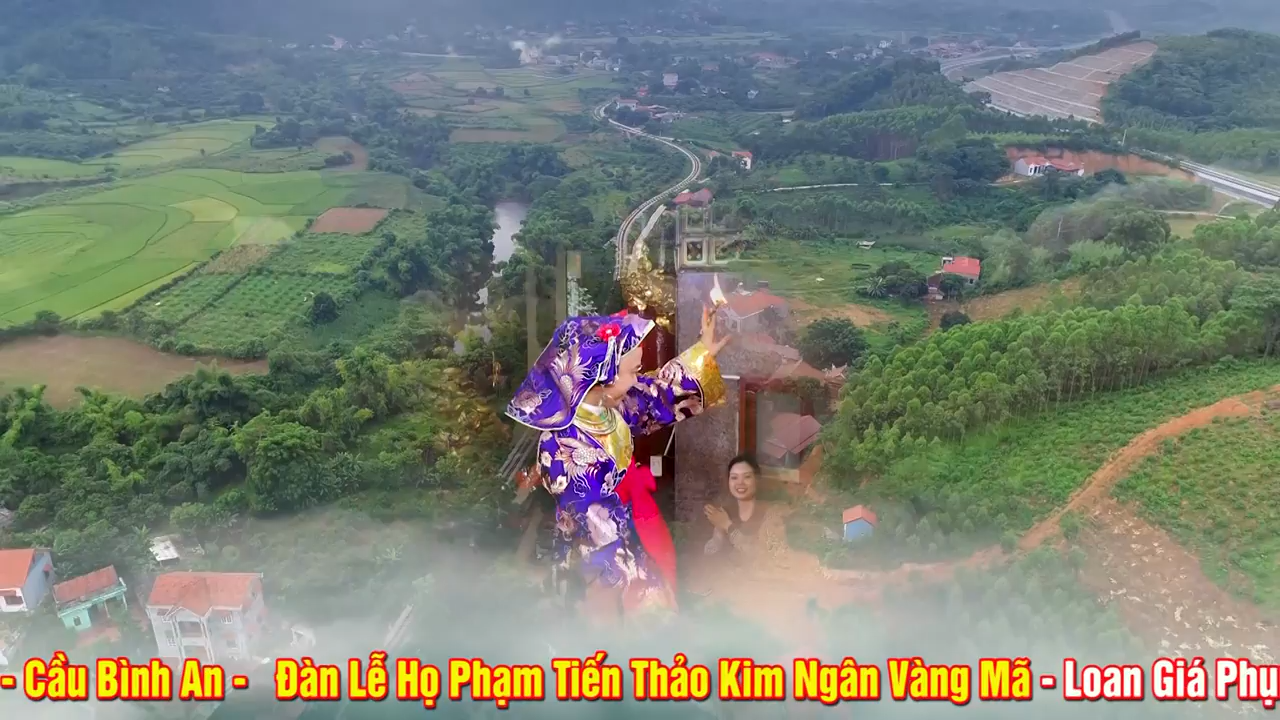 - Cầu Bình An - Đàn Lễ Họ Phạm Tiến Thảo Kim Ngân Vàng Mã - Loan Giá Phụ